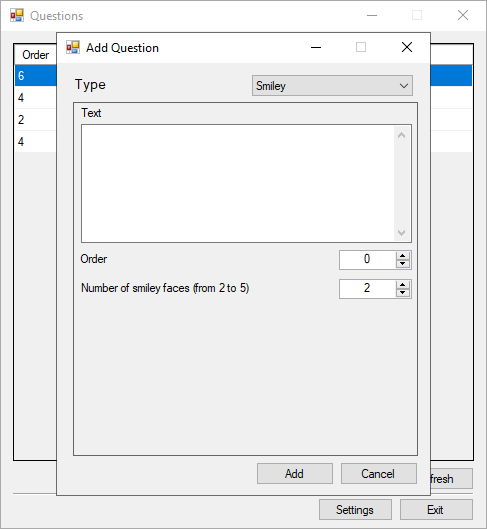 Questions
Add Question
Order
6
4
2
4
Type
Smiley
Text
Order
0
Number of smiley faces (from 2 to 5)
2
Add
Cancel
fresh
Settings
Exit